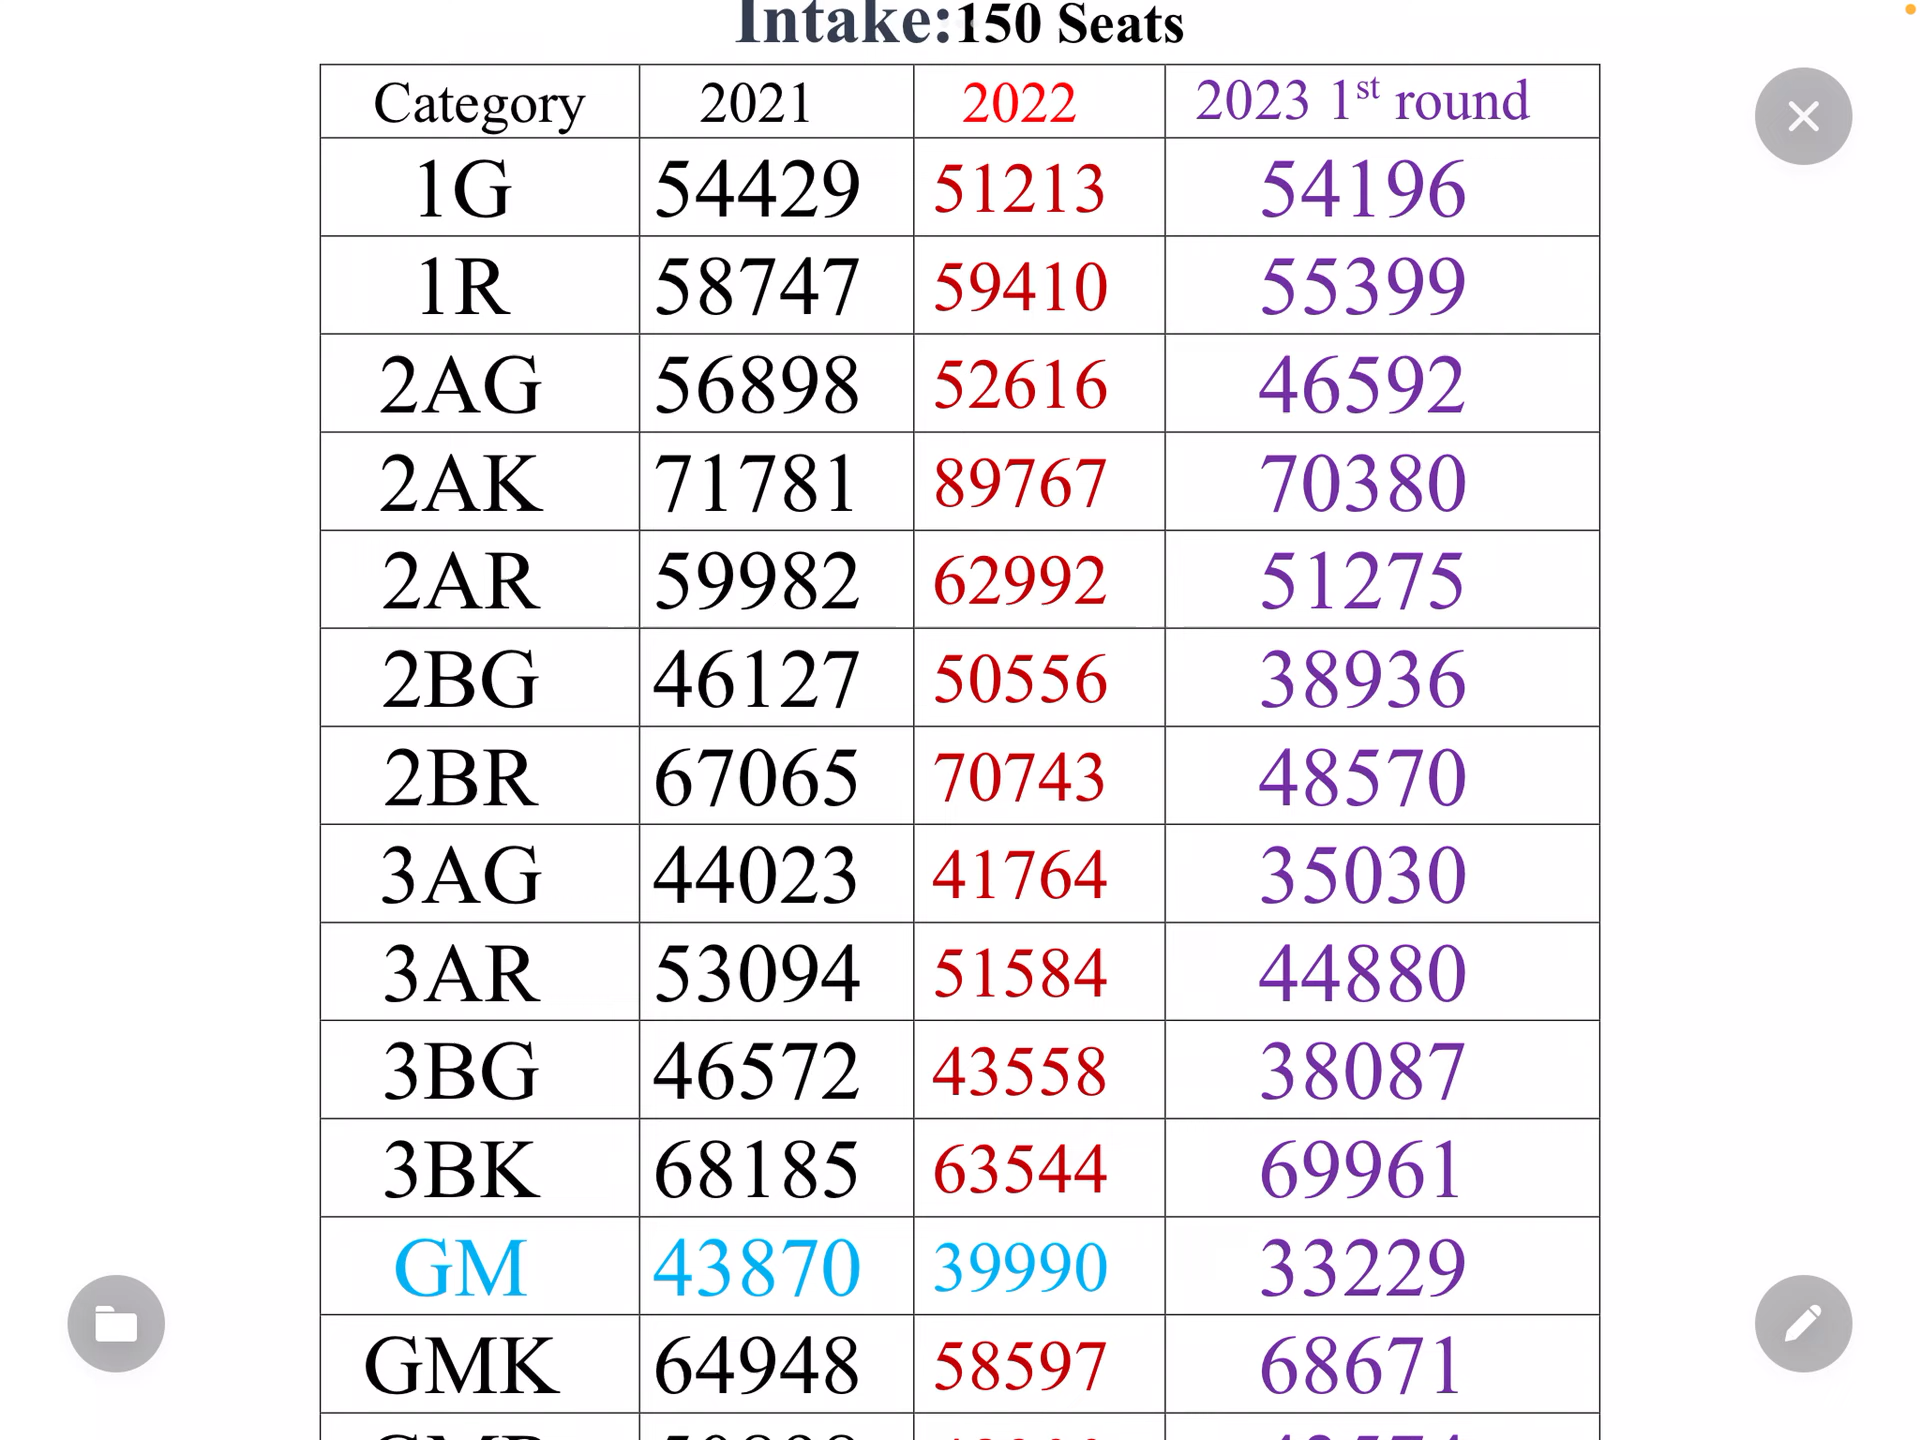 Intake:150 Seats
Category 2021 2022 2023 1st round
1G 54429 51213 54196
1R 58747 59410 55399
2AG 56898 52616 46592
2AK 71781 89767 70380
2AR 59982 62992 51275
2BG 46127 50556 38936
2BR 67065 70743 48570
3AG 44023 41764 35030
3AR 53094 51584 44880
3BG 46572 43558 38087
3BK 68185 63544 69961
GM 43870 39990 33229
GMK 64948 58597 68671